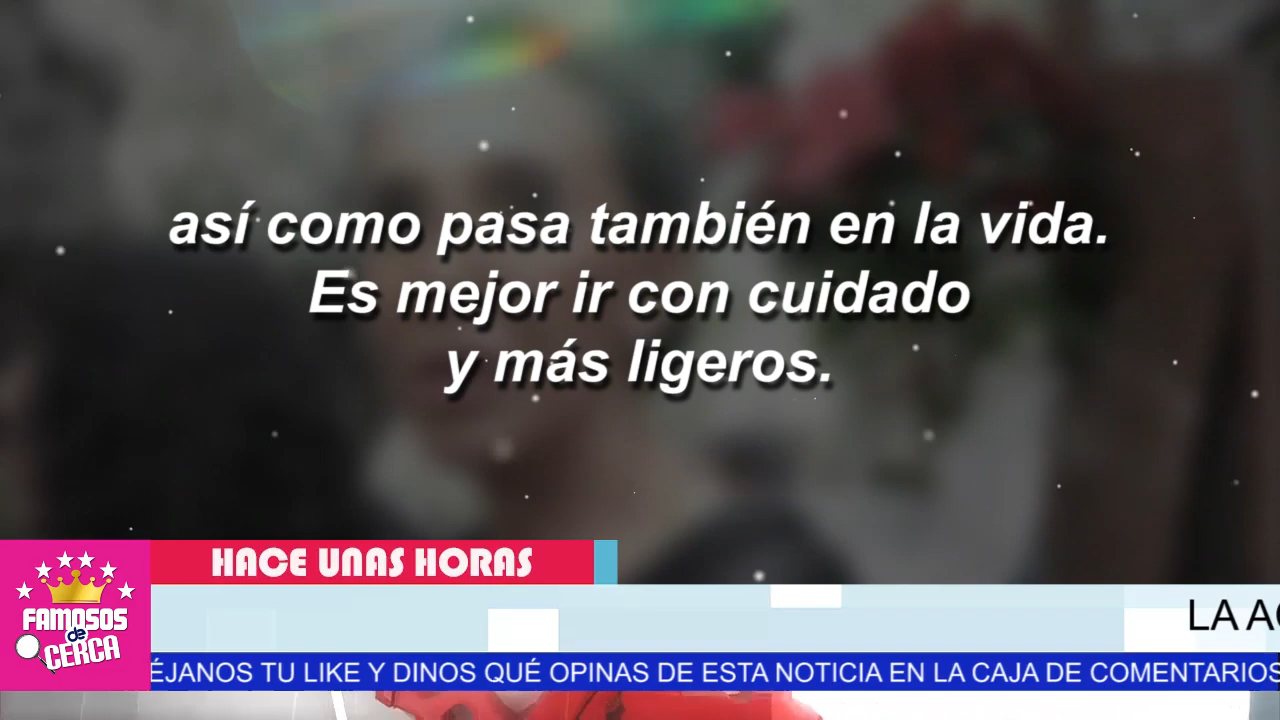 así como pasa también en la vida.
Es mejor ir con cuidado
y más ligeros.
HACE UNAS HORAS
FAMOSOS
de
CERCA
LA
ÉJANOS TU LIKE Y DINOS QUÉ OPINAS DE ESTA NOTICIA EN LA CAJA DE COMENTARIOS